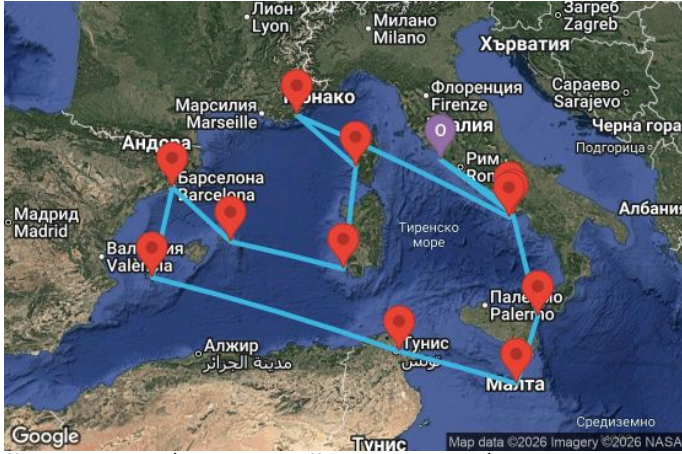 Лион
Lyon
Милано
Milano
Загреб
Zagreb
Хърватия
Монако
Марсилия
Marseille
Флоренция
Firenze
Сараево
Sarajevo
Италия
Черна гора
Подгорица
Андора
Рим
Барселона
Barcelona
Албания
Мадрид
Madrid
Тиренско
море
València
Палермо
Palermo
Алжир
مدينة الجزائر
Тунис
تونس
Малта
Средиземно
Google
Тунис
Map data ©2026 Imagery ©2026 NASA